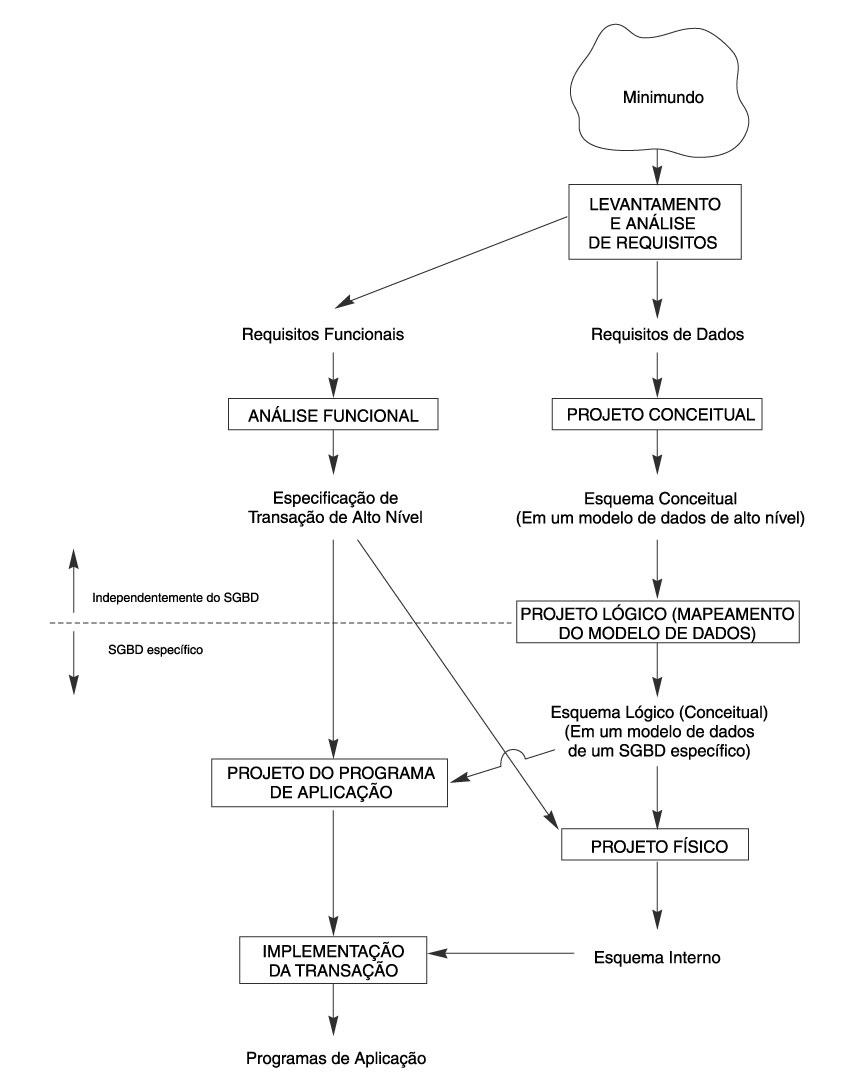 Minimundo
LEVANTAMENTO
E ANÁLISE
DE REQUISITOS
Requisitos Funcionais
Requisitos de Dados
ANÁLISE FUNCIONAL
PROJETO CONCEITUAL
Especificação de
Transação de Alto Nível
Esquema Conceitual
(Em um modelo de dados de alto nível)
Independentemente do SGBD
PROJETO LÓGICO (MAPEAMENTO
DO MODELO DE DADOS)
SGBD específico
Esquema Lógico (Conceitual)
(Em um modelo de dados
de um SGBD específico)
PROJETO DO PROGRAMA
DE APLICAÇÃO
PROJETO FÍSICO
IMPLEMENTAÇÃO
DA TRANSAÇÃO
Esquema Interno
Programas de Aplicação